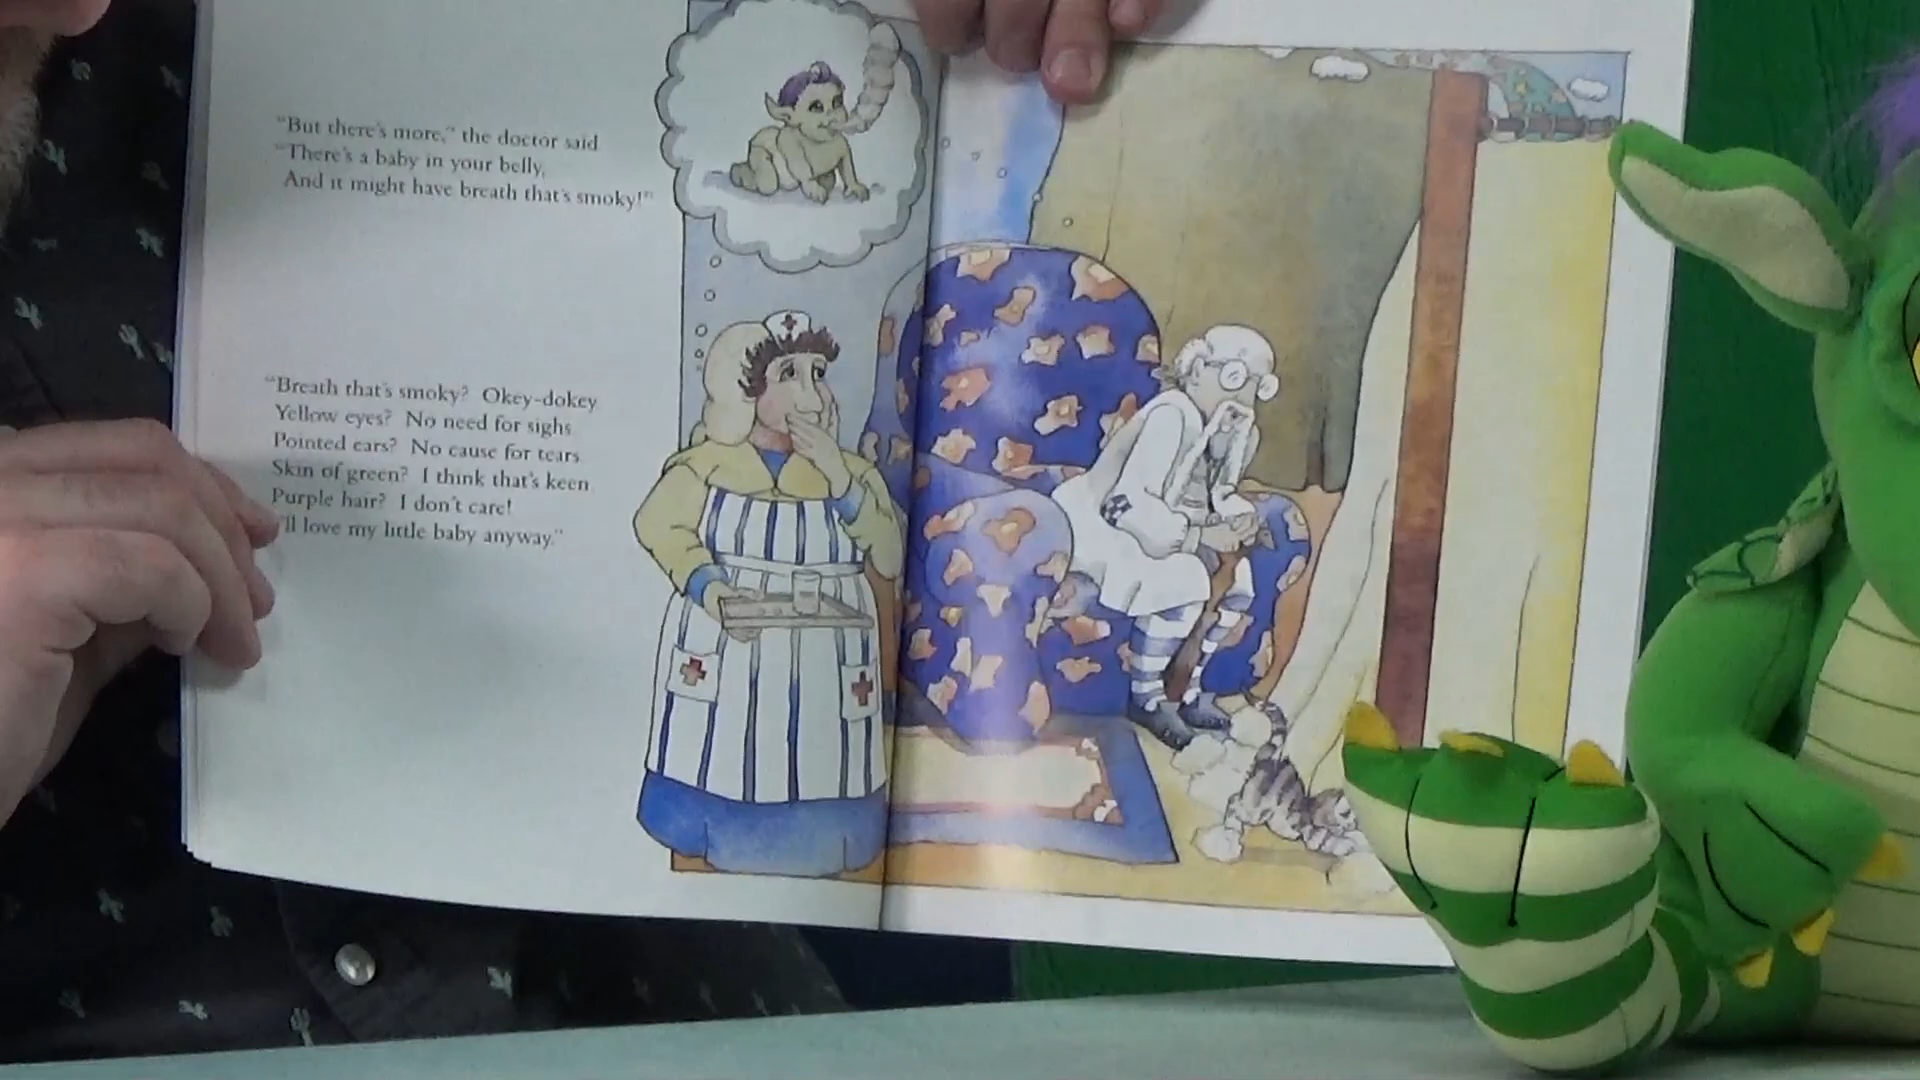 "But there's more," the doctor said
"There's a baby in your belly,
And it might have breath that's smoky!"
"Breath that's smoky? Okey-dokey
Yellow eyes? No need for sighs
Pointed ears? No cause for tears
Skin of green? I think that's keen
Purple hair? I don't care!
I'll love my little baby anyway."